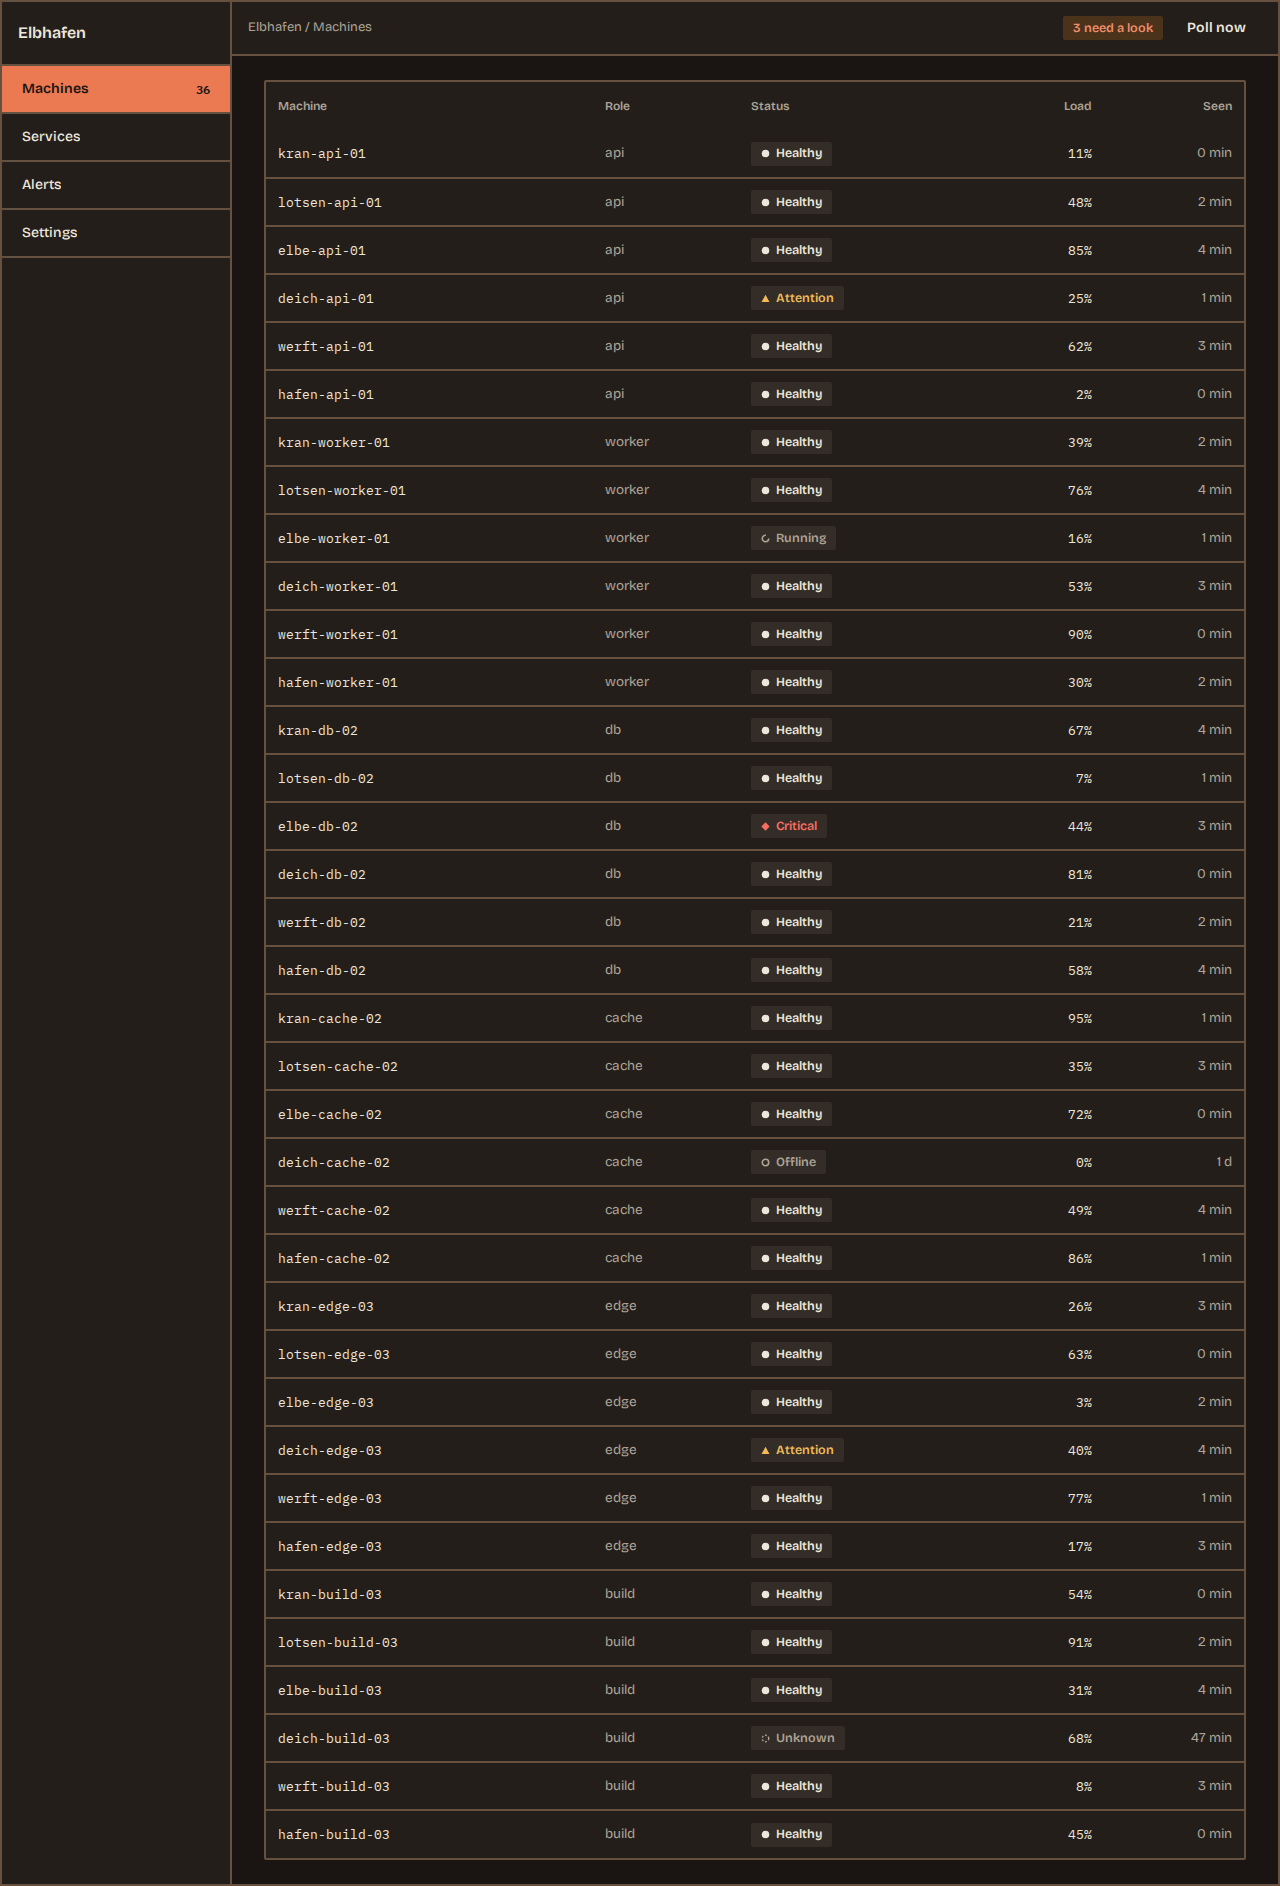 Elbhafen
Machines 36
Services
Alerts
Settings
Elbhafen / Machines
3 need a look
Poll now
Machine Role Status Load Seen
kran-api-01 api Healthy 11% 0 min
lotsen-api-01 api Healthy 48% 2 min
elbe-api-01 api Healthy 85% 4 min
deich-api-01 api Attention 25% 1 min
werft-api-01 api Healthy 62% 3 min
hafen-api-01 api Healthy 2% 0 min
kran-worker-01 worker Healthy 39% 2 min
lotsen-worker-01 worker Healthy 76% 4 min
elbe-worker-01 worker Running 16% 1 min
deich-worker-01 worker Healthy 53% 3 min
werft-worker-01 worker Healthy 90% 0 min
hafen-worker-01 worker Healthy 30% 2 min
kran-db-02 db Healthy 67% 4 min
lotsen-db-02 db Healthy 7% 1 min
elbe-db-02 db Critical 44% 3 min
deich-db-02 db Healthy 81% 0 min
werft-db-02 db Healthy 21% 2 min
hafen-db-02 db Healthy 58% 4 min
kran-cache-02 cache Healthy 95% 1 min
lotsen-cache-02 cache Healthy 35% 3 min
elbe-cache-02 cache Healthy 72% 0 min
deich-cache-02 cache Offline 0% 1 d
werft-cache-02 cache Healthy 49% 4 min
hafen-cache-02 cache Healthy 86% 1 min
kran-edge-03 edge Healthy 26% 3 min
lotsen-edge-03 edge Healthy 63% 0 min
elbe-edge-03 edge Healthy 3% 2 min
deich-edge-03 edge Attention 40% 4 min
werft-edge-03 edge Healthy 77% 1 min
hafen-edge-03 edge Healthy 17% 3 min
kran-build-03 build Healthy 54% 0 min
lotsen-build-03 build Healthy 91% 2 min
elbe-build-03 build Healthy 31% 4 min
deich-build-03 build Unknown 68% 47 min
werft-build-03 build Healthy 8% 3 min
hafen-build-03 build Healthy 45% 0 min